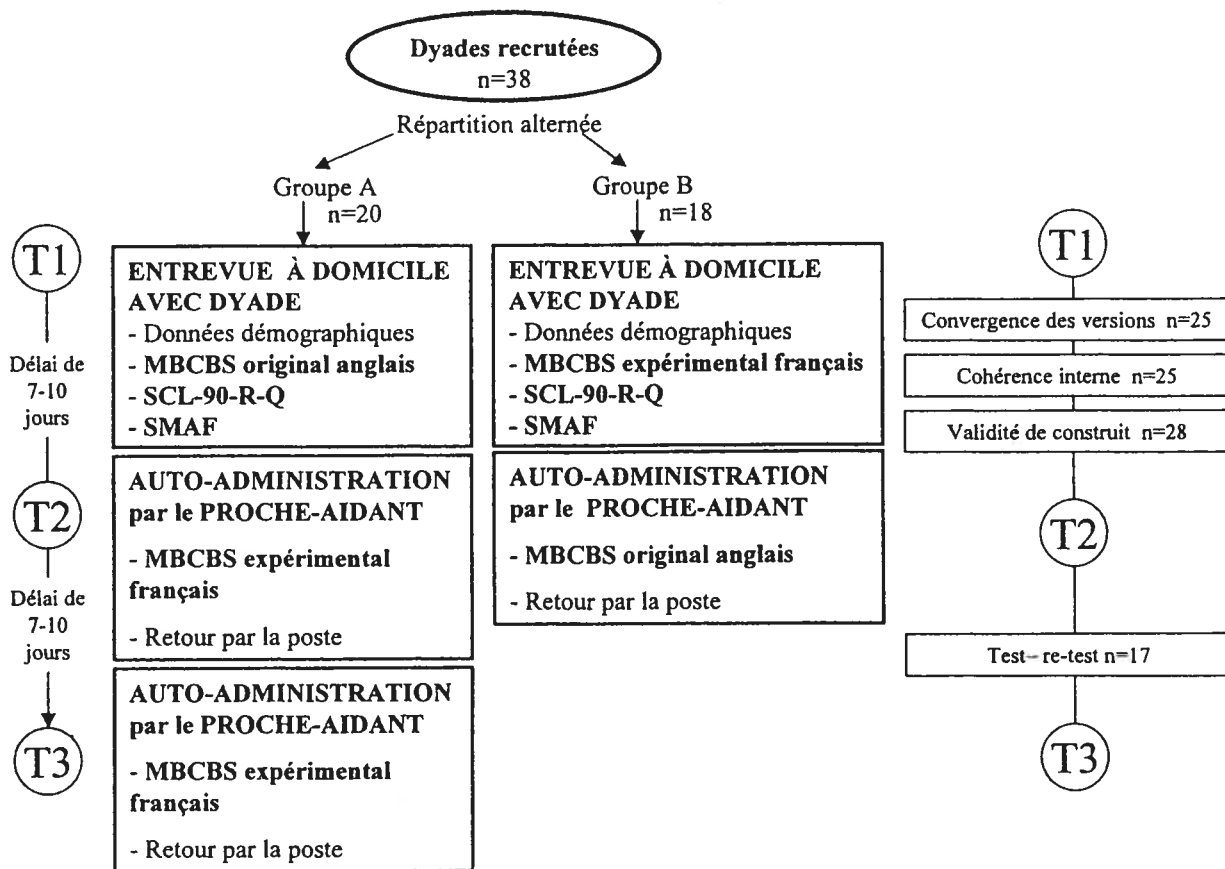 Dyades recrutées
n=38
Répartition alternée
Groupe A
n=20
Groupe B
n=18
T1
Délai de
7-10
jours
T2
Délai de
7-10
jours
T3
ENTREVUE À DOMICILE
AVEC DYADE
- Données démographiques
- MBCBS original anglais
- SCL-90-R-Q
- SMAF
AUTO-ADMINISTRATION
par le PROCHE-AIDANT
- MBCBS expérimental
français
- Retour par la poste
AUTO-ADMINISTRATION
par le PROCHE-AIDANT
- MBCBS expérimental
français
- Retour par la poste
ENTREVUE À DOMICILE
AVEC DYADE
- Données démographiques
- MBCBS expérimental français
- SCL-90-R-Q
- SMAF
AUTO-ADMINISTRATION
par le PROCHE-AIDANT
- MBCBS original anglais
- Retour par la poste
T1
Convergence des versions n=25
Cohérence interne n=25
Validité de construit n=28
T2
Test– re-test n=17
T3